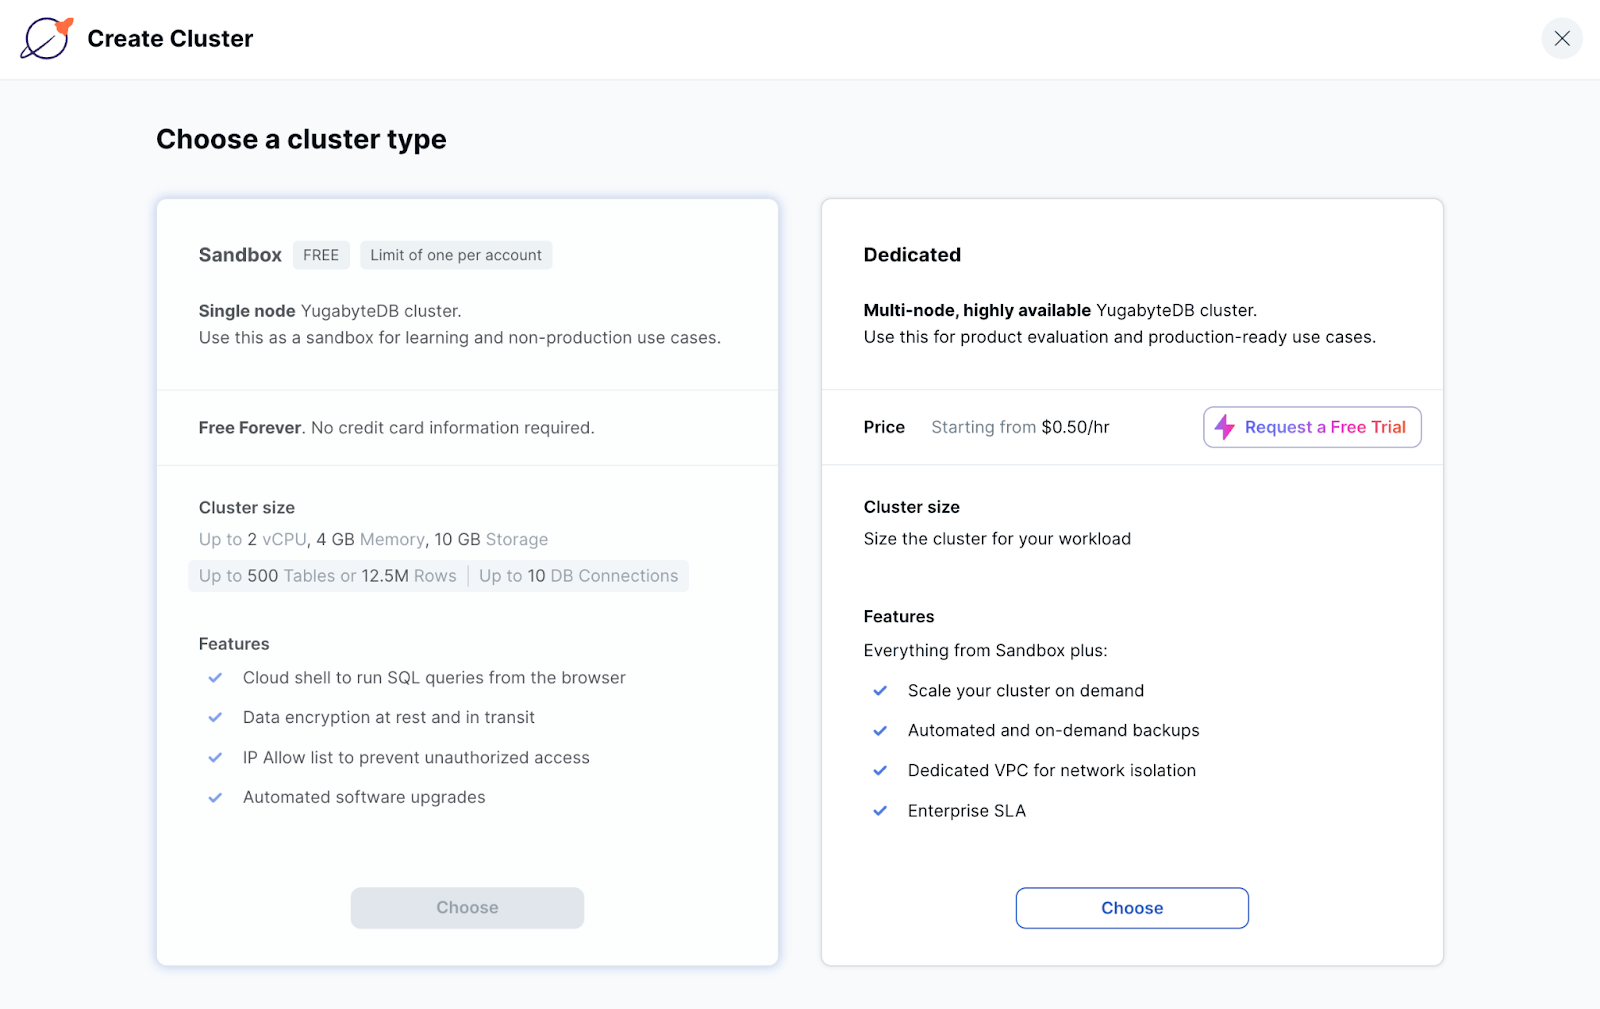 Create Cluster
Choose a cluster type
Sandbox FREE Limit of one per account
Single node YugabyteDB cluster.
Use this as a sandbox for learning and non-production use cases.
Free Forever. No credit card information required.
Cluster size
Up to 2 vCPU, 4 GB Memory, 10 GB Storage
Up to 500 Tables or 12.5M Rows | Up to 10 DB Connections
Features
Cloud shell to run SQL queries from the browser
Data encryption at rest and in transit
IP Allow list to prevent unauthorized access
Automated software upgrades
Choose
Dedicated
Multi-node, highly available YugabyteDB cluster.
Use this for product evaluation and production-ready use cases.
Price Starting from $0.50/hr Request a Free Trial
Cluster size
Size the cluster for your workload
Features
Everything from Sandbox plus:
Scale your cluster on demand
Automated and on-demand backups
Dedicated VPC for network isolation
Enterprise SLA
Choose